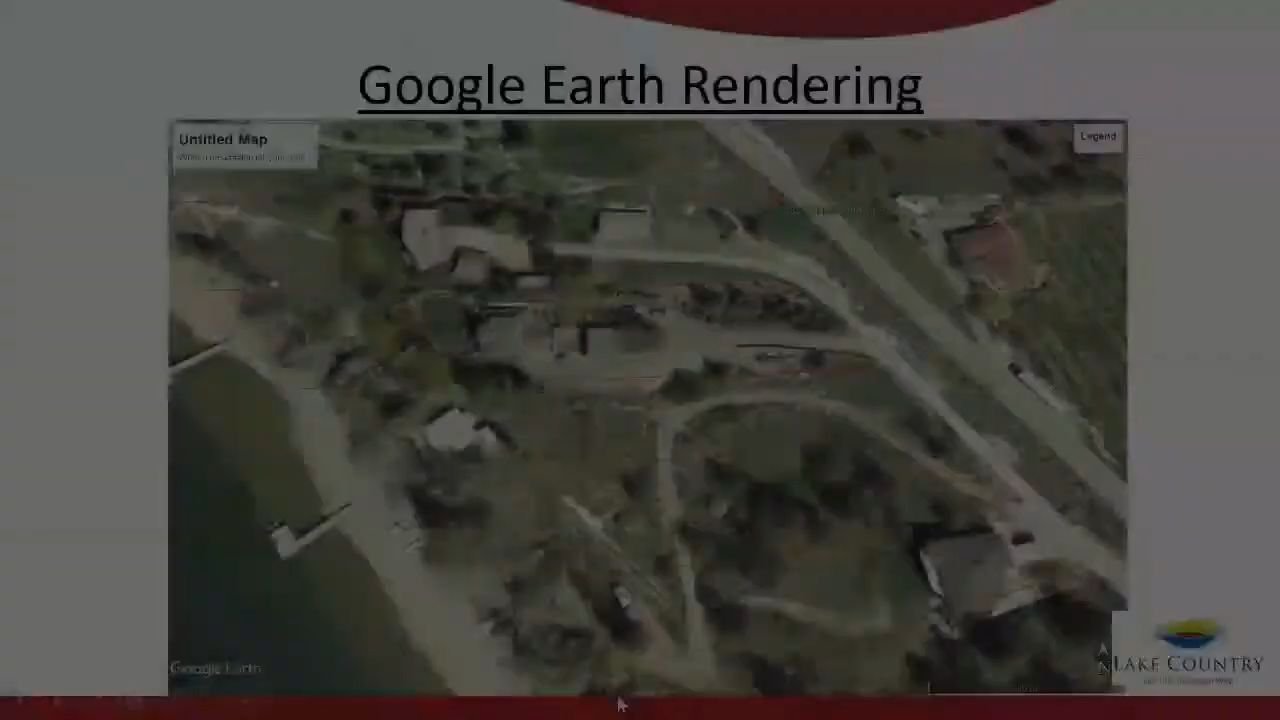 Google Earth Rendering
Untitled Map
Legend
Google Earth
N
LAKE COUNTRY